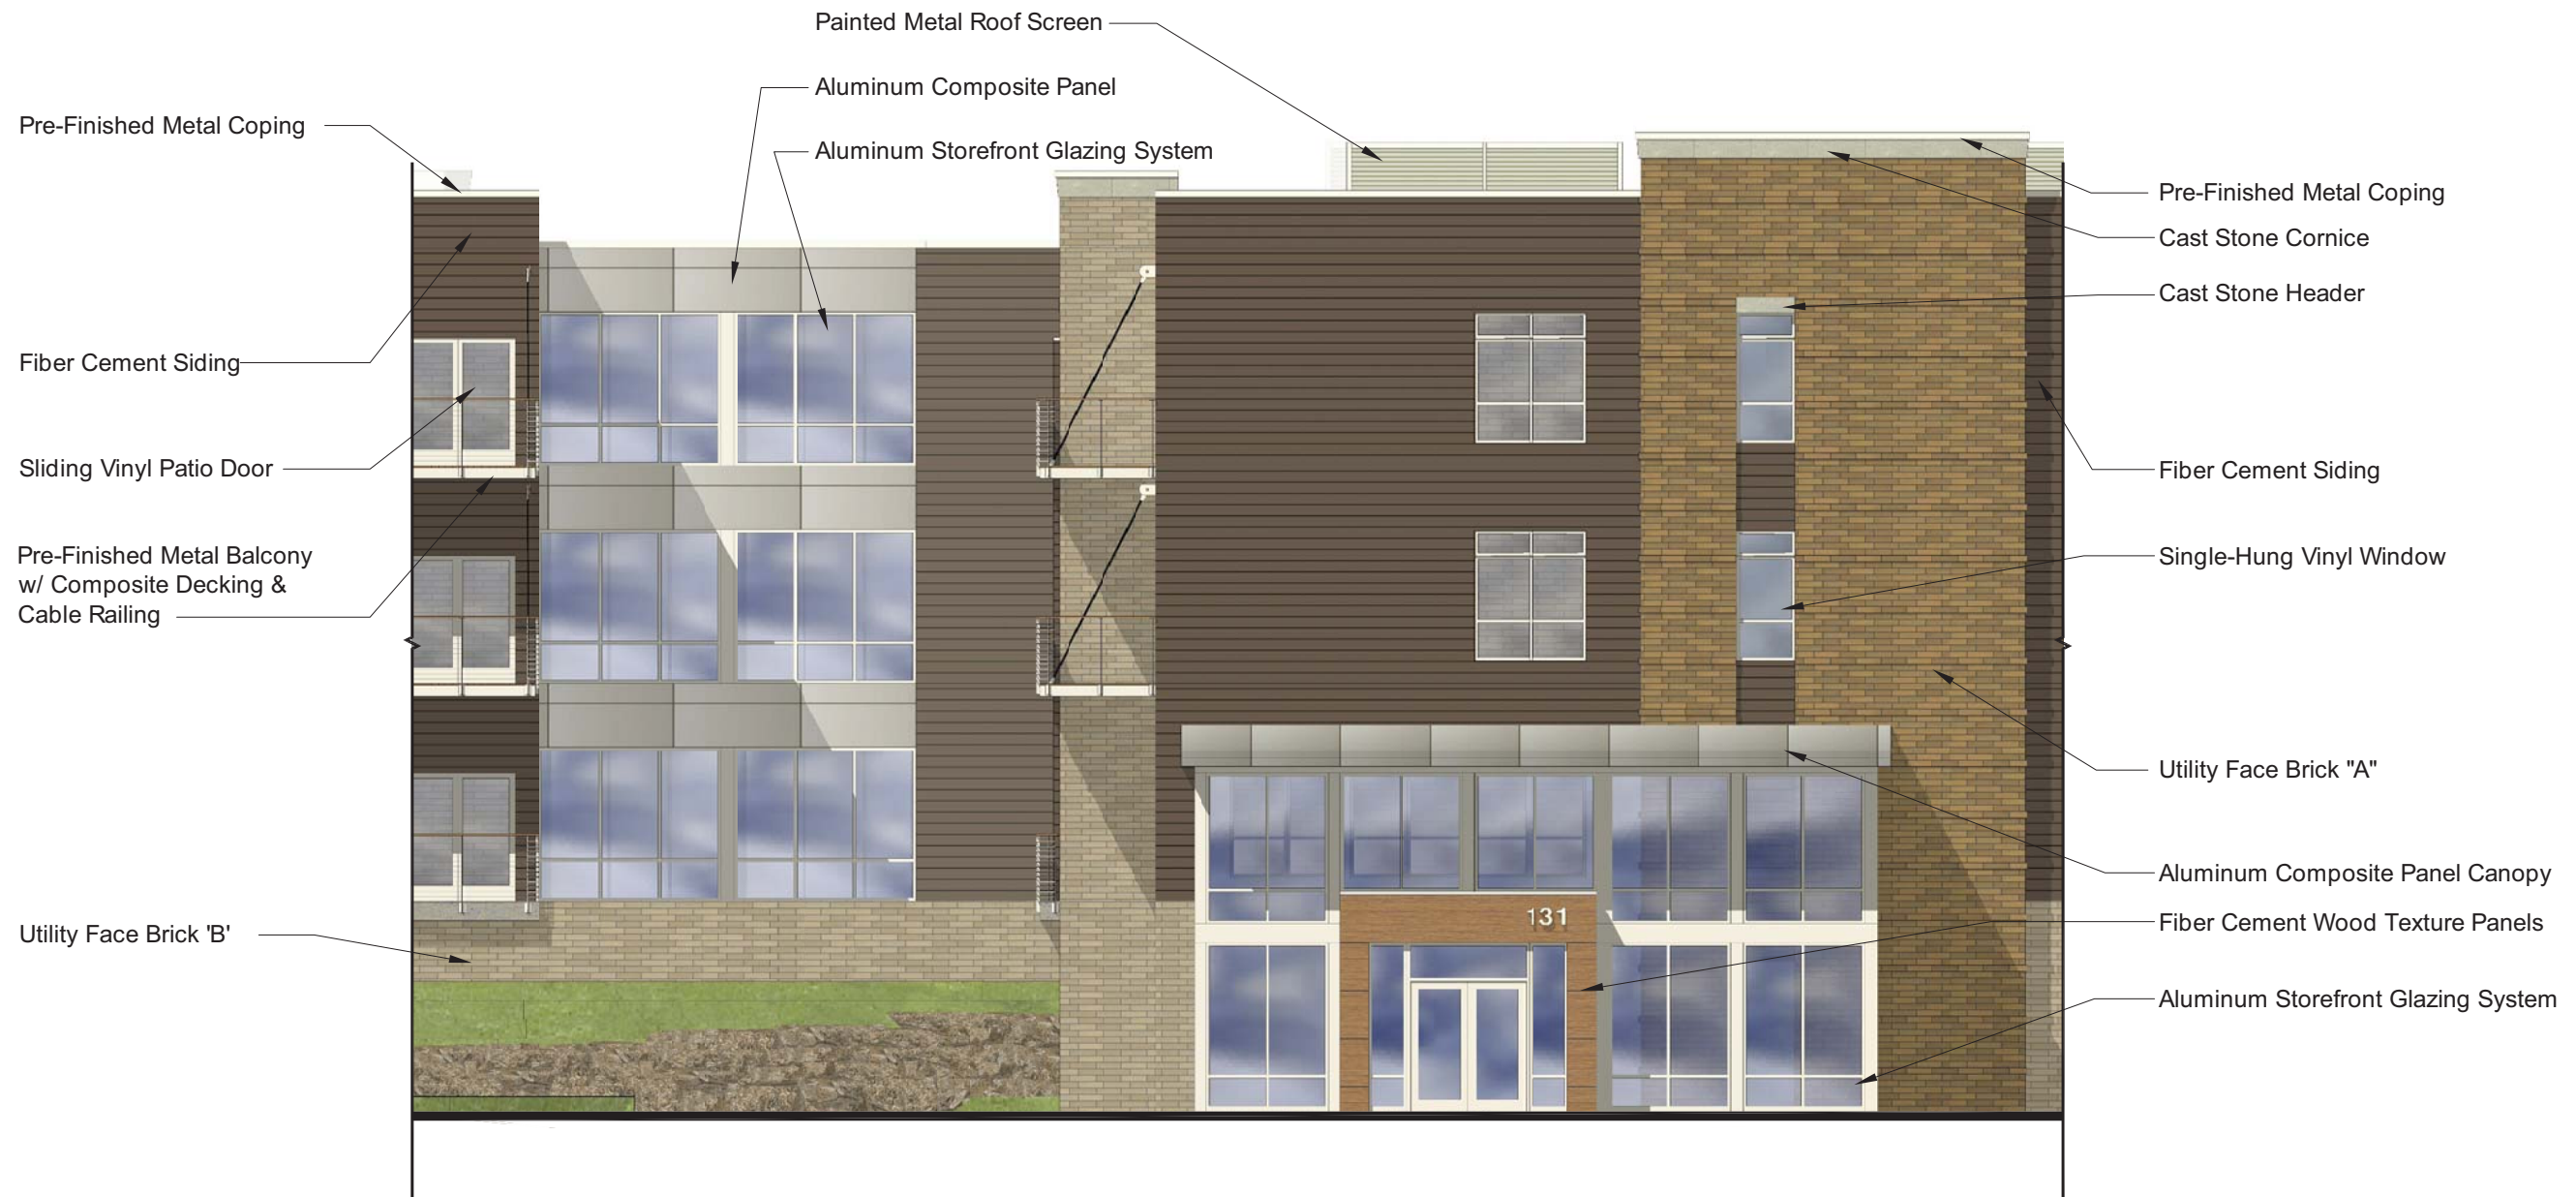 Painted Metal Roof Screen
Aluminum Composite Panel
Aluminum Storefront Glazing System
Pre-Finished Metal Coping
Fiber Cement Siding
Sliding Vinyl Patio Door
Pre-Finished Metal Balcony
w/ Composite Decking &
Cable Railing
Utility Face Brick 'B'
131
Pre-Finished Metal Coping
Cast Stone Cornice
Cast Stone Header
Fiber Cement Siding
Single-Hung Vinyl Window
Utility Face Brick "A"
Aluminum Composite Panel Canopy
Fiber Cement Wood Texture Panels
Aluminum Storefront Glazing System